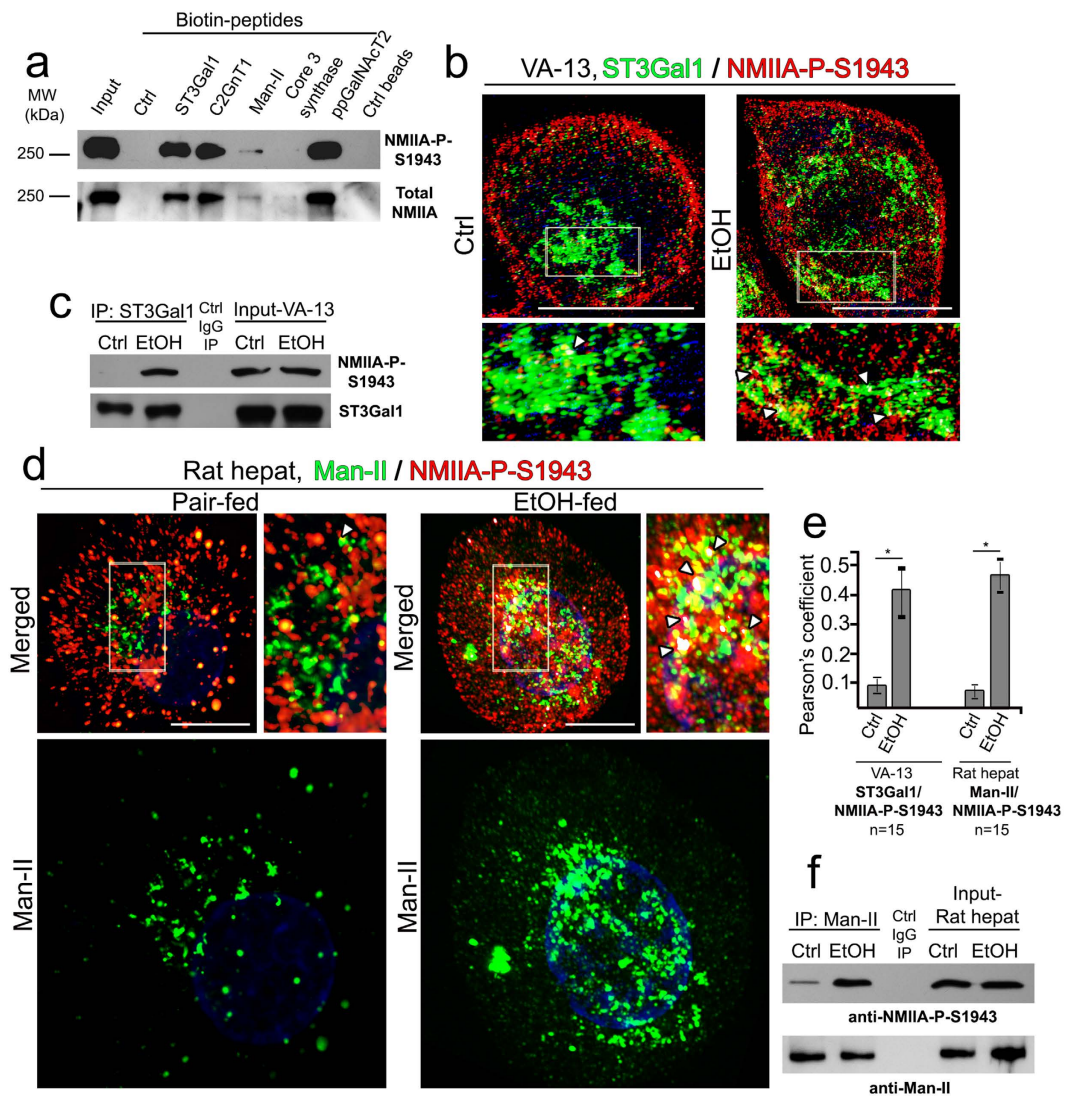 a
Biotin-peptides
MW
(kDa)
Input
Ctrl
ST3Gal1
C2GnT1
Man-II
Core 3
synthase
ppGalNAcT2
Ctrl beads
250
NMIIA-P-
S1943
250
Total
NMIIA
b
VA-13, ST3Gal1 / NMIIA-P-S1943
Ctrl
EtOH
c
IP: ST3Gal1
Ctrl
IgG
IP
Input-VA-13
Ctrl EtOH
Ctrl EtOH
NMIIA-P-
S1943
ST3Gal1
d
Rat hepat, Man-II / NMIIA-P-S1943
Pair-fed
EtOH-fed
Merged
Merged
Man-II
Man-II
e
Pearson's coefficient
0.5
0.4
0.3
0.2
0.1
*
*
Ctrl
EtOH
Ctrl
EtOH
VA-13
ST3Gal1/
NMIIA-P-S1943
n=15
Rat hepat
Man-II/
NMIIA-P-S1943
n=15
f
IP: Man-II
Ctrl
IgG
IP
Input-
Rat hepat
Ctrl EtOH
Ctrl EtOH
anti-NMIIA-P-S1943
anti-Man-II